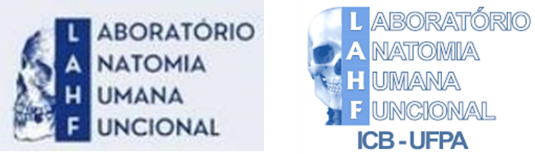 LABORATÓRIO
ANATOMIA
HUMANA
FUNCIONAL
LABORATÓRIO
ANATOMIA
HUMANA
FUNCIONAL
ICB - UFPA